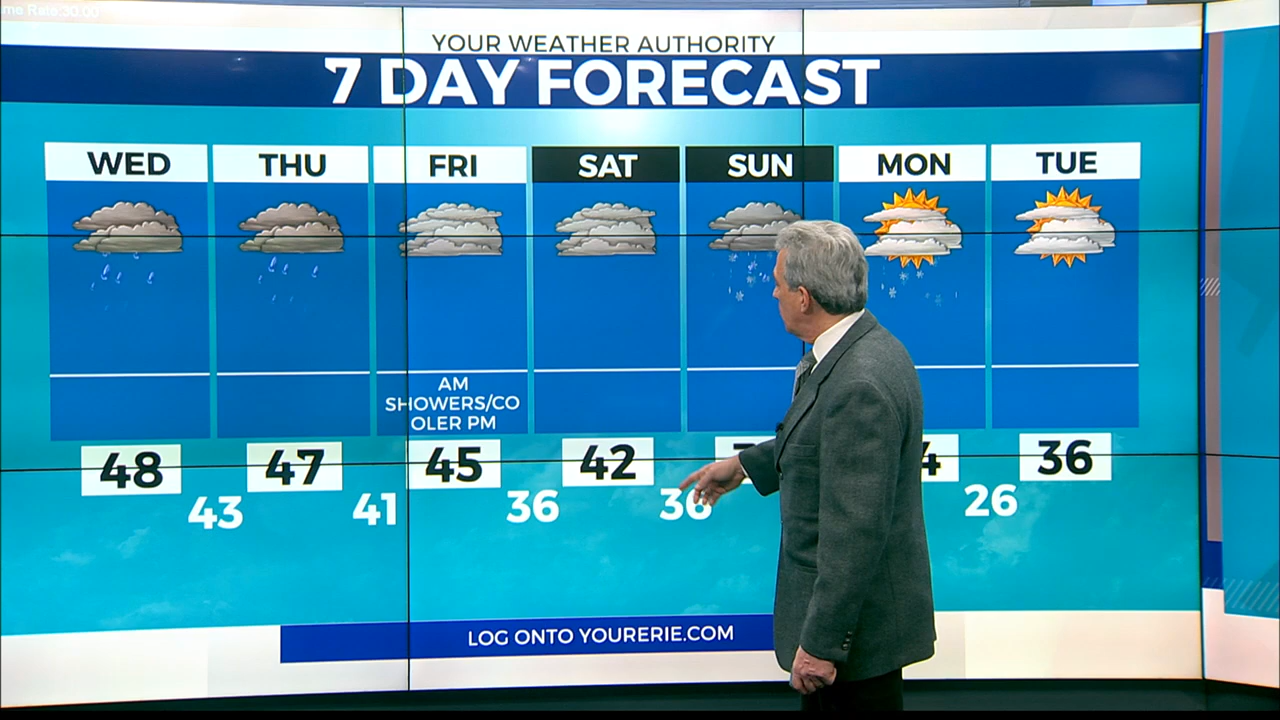 me Rate:30.00
YOUR WEATHER AUTHORITY
7 DAY FORECAST
WED THU FRI SAT SUN MON TUE
AM
SHOWERS/CO
OLER PM
48 47 45 42 36
43 41 36 36 26
LOG ONTO YOURERIE.COM